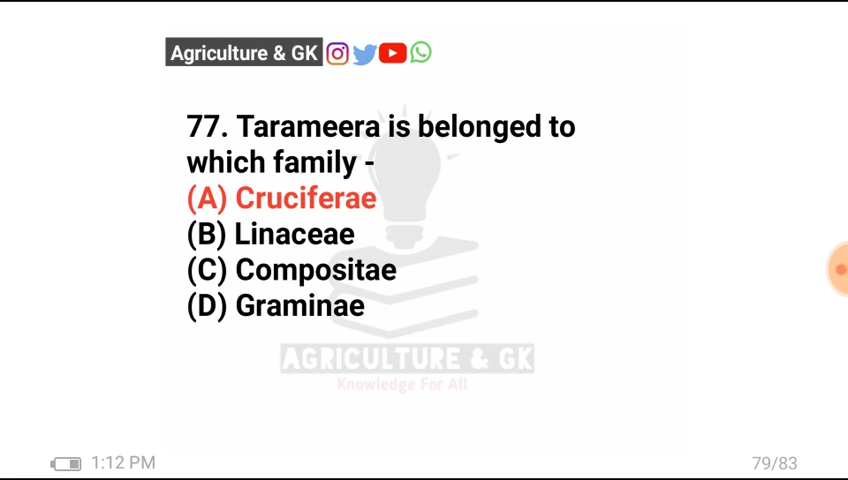 Agriculture & GK
77. Tarameera is belonged to
which family -
(A) Cruciferae
(B) Linaceae
(C) Compositae
(D) Graminae
AGRICULTURE & GK
Knowledge For All
1:12 PM
79/83